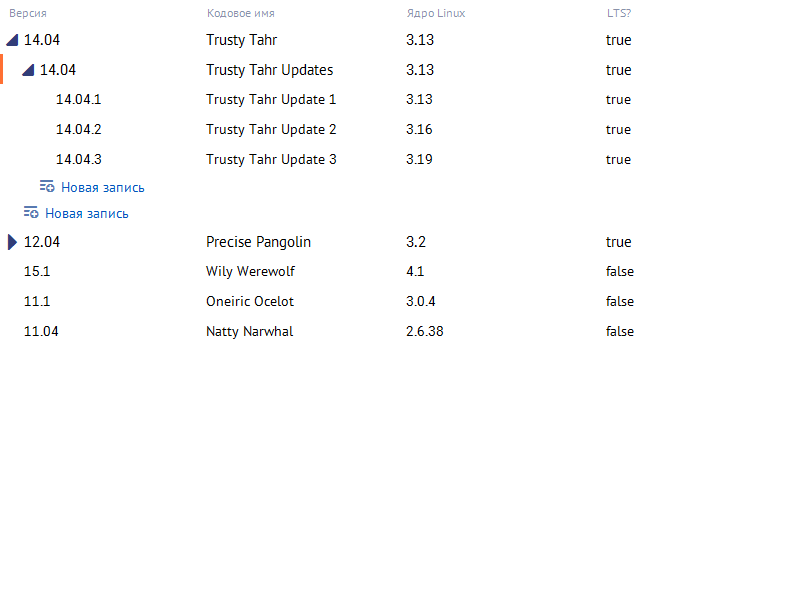 Версия Кодовое имя Ядро Linux LTS?
14.04 Trusty Tahr 3.13 true
14.04 Trusty Tahr Updates 3.13 true
14.04.1 Trusty Tahr Update 1 3.13 true
14.04.2 Trusty Tahr Update 2 3.16 true
14.04.3 Trusty Tahr Update 3 3.19 true
Новая запись
Новая запись
12.04 Precise Pangolin 3.2 true
15.1 Wily Werewolf 4.1 false
11.1 Oneiric Ocelot 3.0.4 false
11.04 Natty Narwhal 2.6.38 false